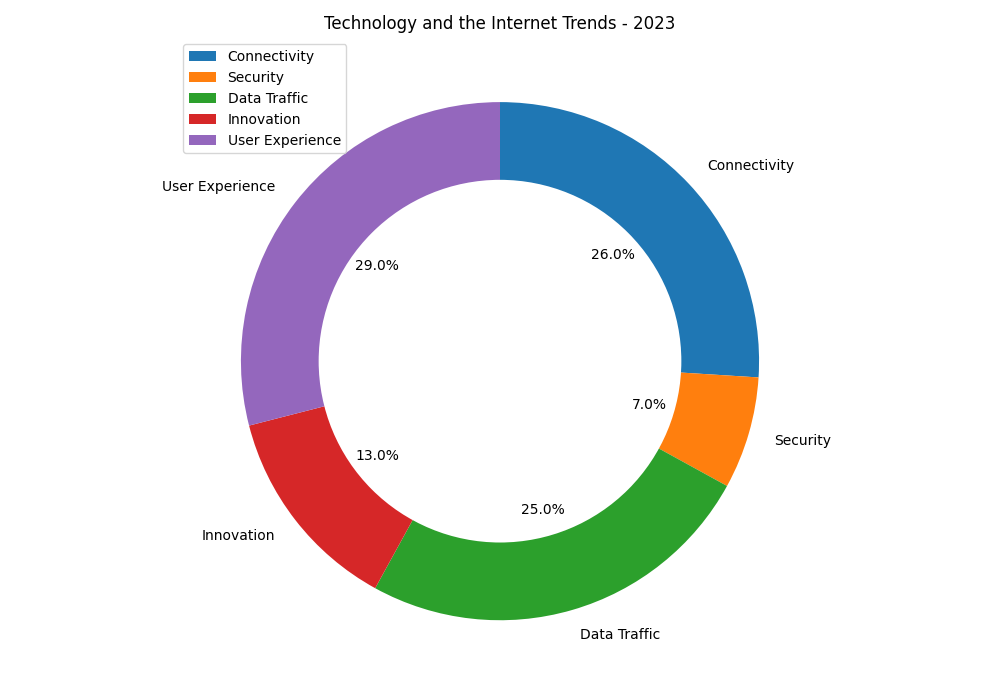 Technology and the Internet Trends - 2023
Connectivity
Security
Data Traffic
Innovation
User Experience
Connectivity
User Experience
26.0%
29.0%
7.0%
Security
13.0%
25.0%
Innovation
Data Traffic